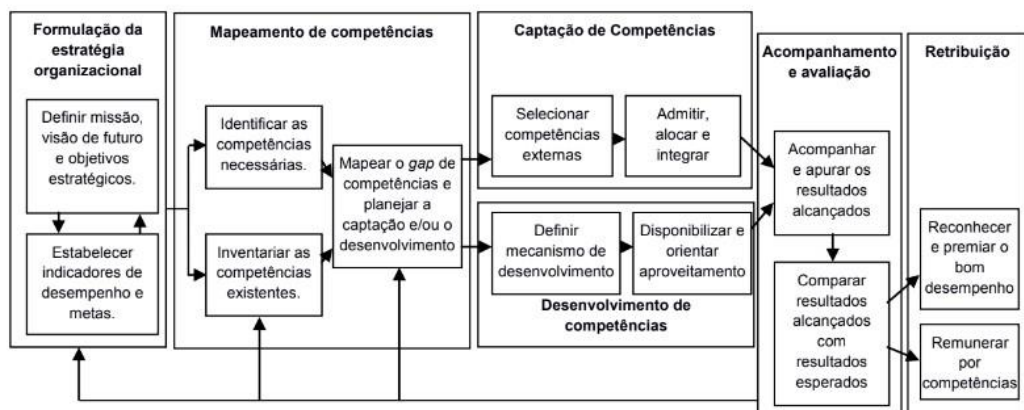 Formulação da
estratégia
organizacional
Definir missão,
visão de futuro
e objetivos
estratégicos.
Estabelecer
indicadores de
desempenho e
metas.
Mapeamento de competências
Identificar as
competências
necessárias.
Inventariar as
competências
existentes.
Mapear o gap de
competências e
planejar a
captação e/ou o
desenvolvimento
Captação de Competências
Selecionar
competências
externas
Admitir,
alocar e
integrar
Definir
mecanismo de
desenvolvimento
Disponibilizar e
orientar
aproveitamento
Desenvolvimento de
competências
Acompanhamento
e avaliação
Acompanhar
e apurar os
resultados
alcançados
Comparar
resultados
alcançados
com
resultados
esperados
Retribuição
Reconhecer
e premiar o
bom
desempenho
Remunerar
por
competências